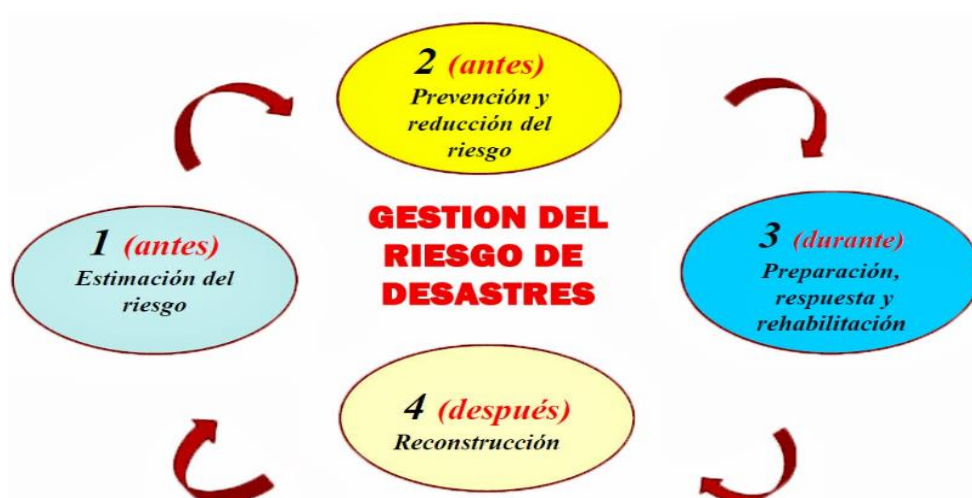 2 (antes)
Prevención y
reducción del
riesgo
GESTION DEL
RIESGO DE
DESASTRES
1 (antes)
Estimación del
riesgo
3 (durante)
Preparación,
respuesta y
rehabilitación
4 (después)
Reconstrucción